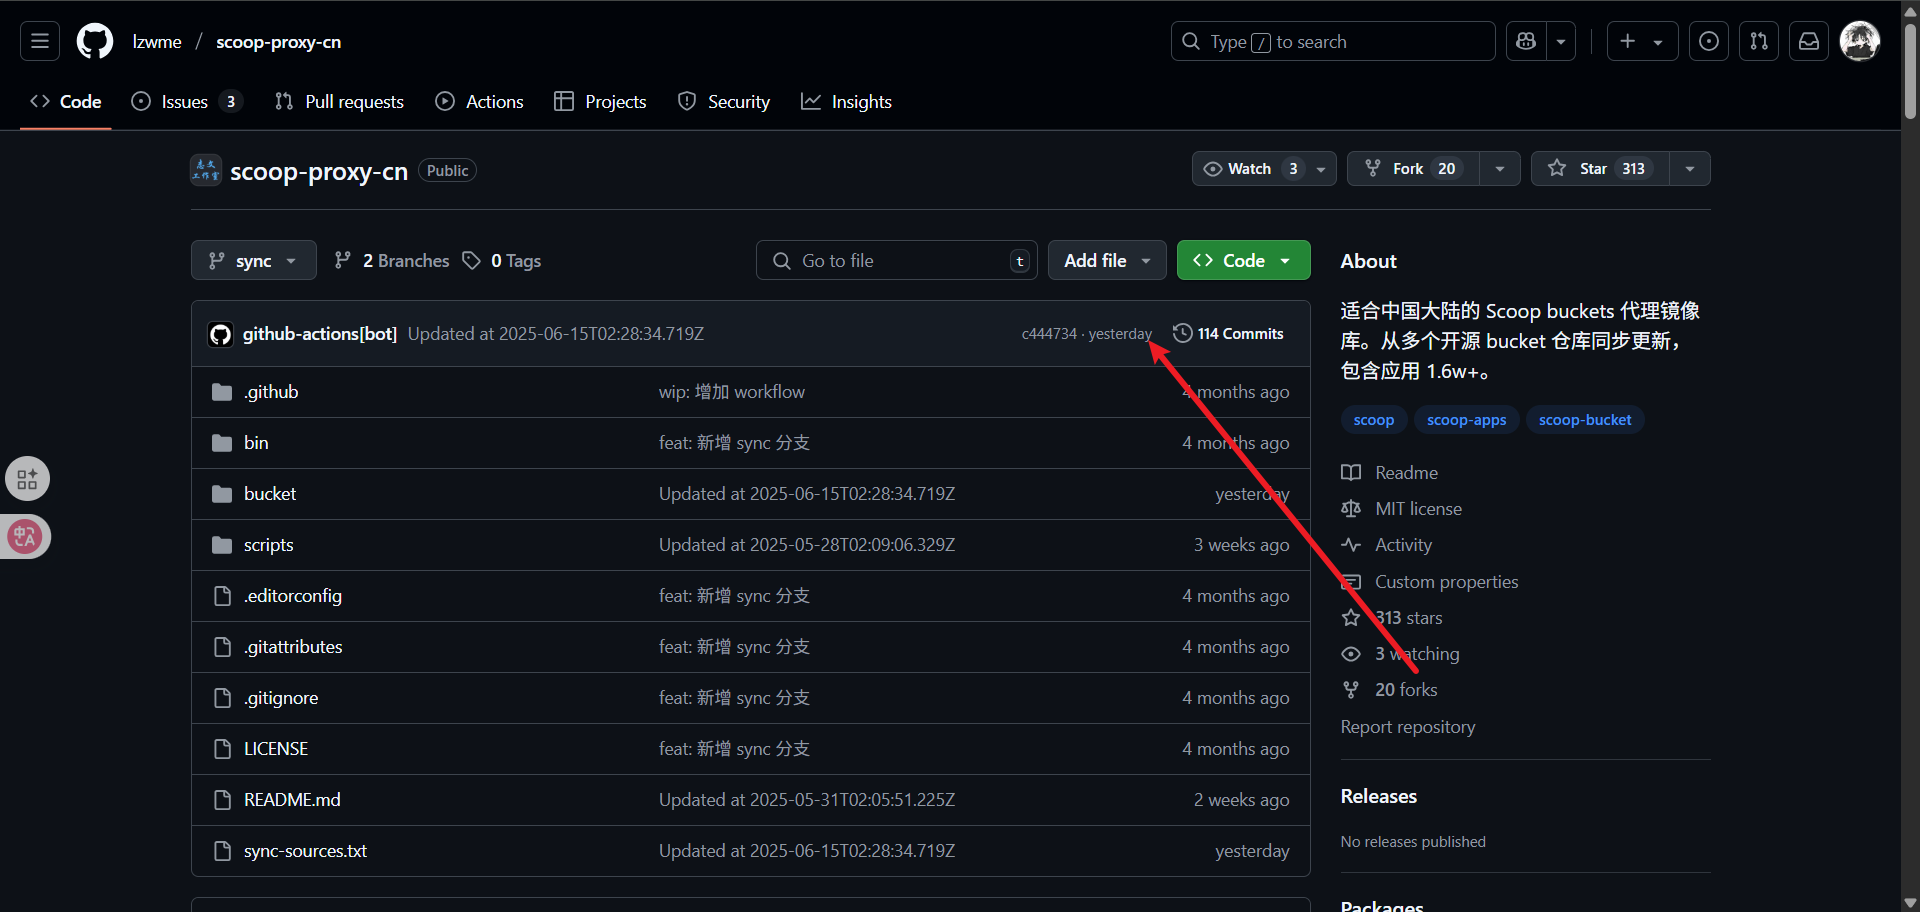 lzwme / scoop-proxy-cn
Type / to search
Code
Issues 3
Pull requests
Actions
Projects
Security
Insights
志文
工作室
scoop-proxy-cn Public
Watch 3
Fork 20
Star 313
sync
2 Branches
0 Tags
Go to file t
Add file
Code
github-actions[bot] Updated at 2025-06-15T02:28:34.719Z c444734 · yesterday 114 Commits
.github wip: 增加 workflow 4 months ago
bin feat: 新增 sync 分支 4 months ago
bucket Updated at 2025-06-15T02:28:34.719Z yesterday
scripts Updated at 2025-05-28T02:09:06.329Z 3 weeks ago
.editorconfig feat: 新增 sync 分支 4 months ago
.gitattributes feat: 新增 sync 分支 4 months ago
.gitignore feat: 新增 sync 分支 4 months ago
LICENSE feat: 新增 sync 分支 4 months ago
README.md Updated at 2025-05-31T02:05:51.225Z 2 weeks ago
sync-sources.txt Updated at 2025-06-15T02:28:34.719Z yesterday
About
适合中国大陆的 Scoop buckets 代理镜像
库。从多个开源 bucket 仓库同步更新，
包含应用 1.6w+。
scoop scoop-apps scoop-bucket
Readme
MIT license
Activity
Custom properties
313 stars
3 watching
20 forks
Report repository
Releases
No releases published
Packages
中A